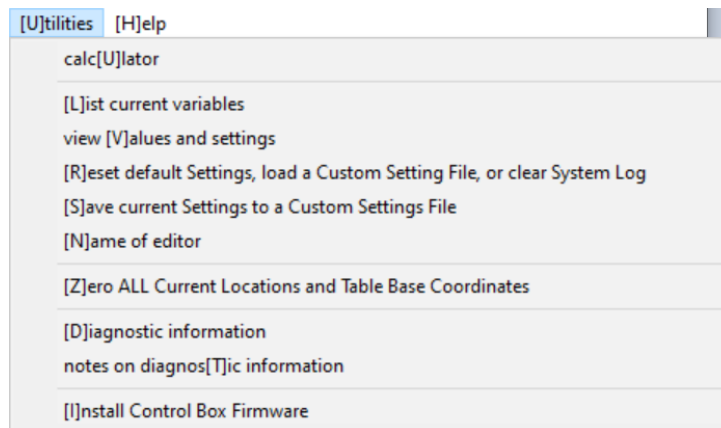 [U]tilities [H]elp
calc[U]lator
[L]ist current variables
view [V]alues and settings
[R]eset default Settings, load a Custom Setting File, or clear System Log
[S]ave current Settings to a Custom Settings File
[N]ame of editor
[Z]ero ALL Current Locations and Table Base Coordinates
[D]iagnostic information
notes on diagnos[T]ic information
[I]nstall Control Box Firmware